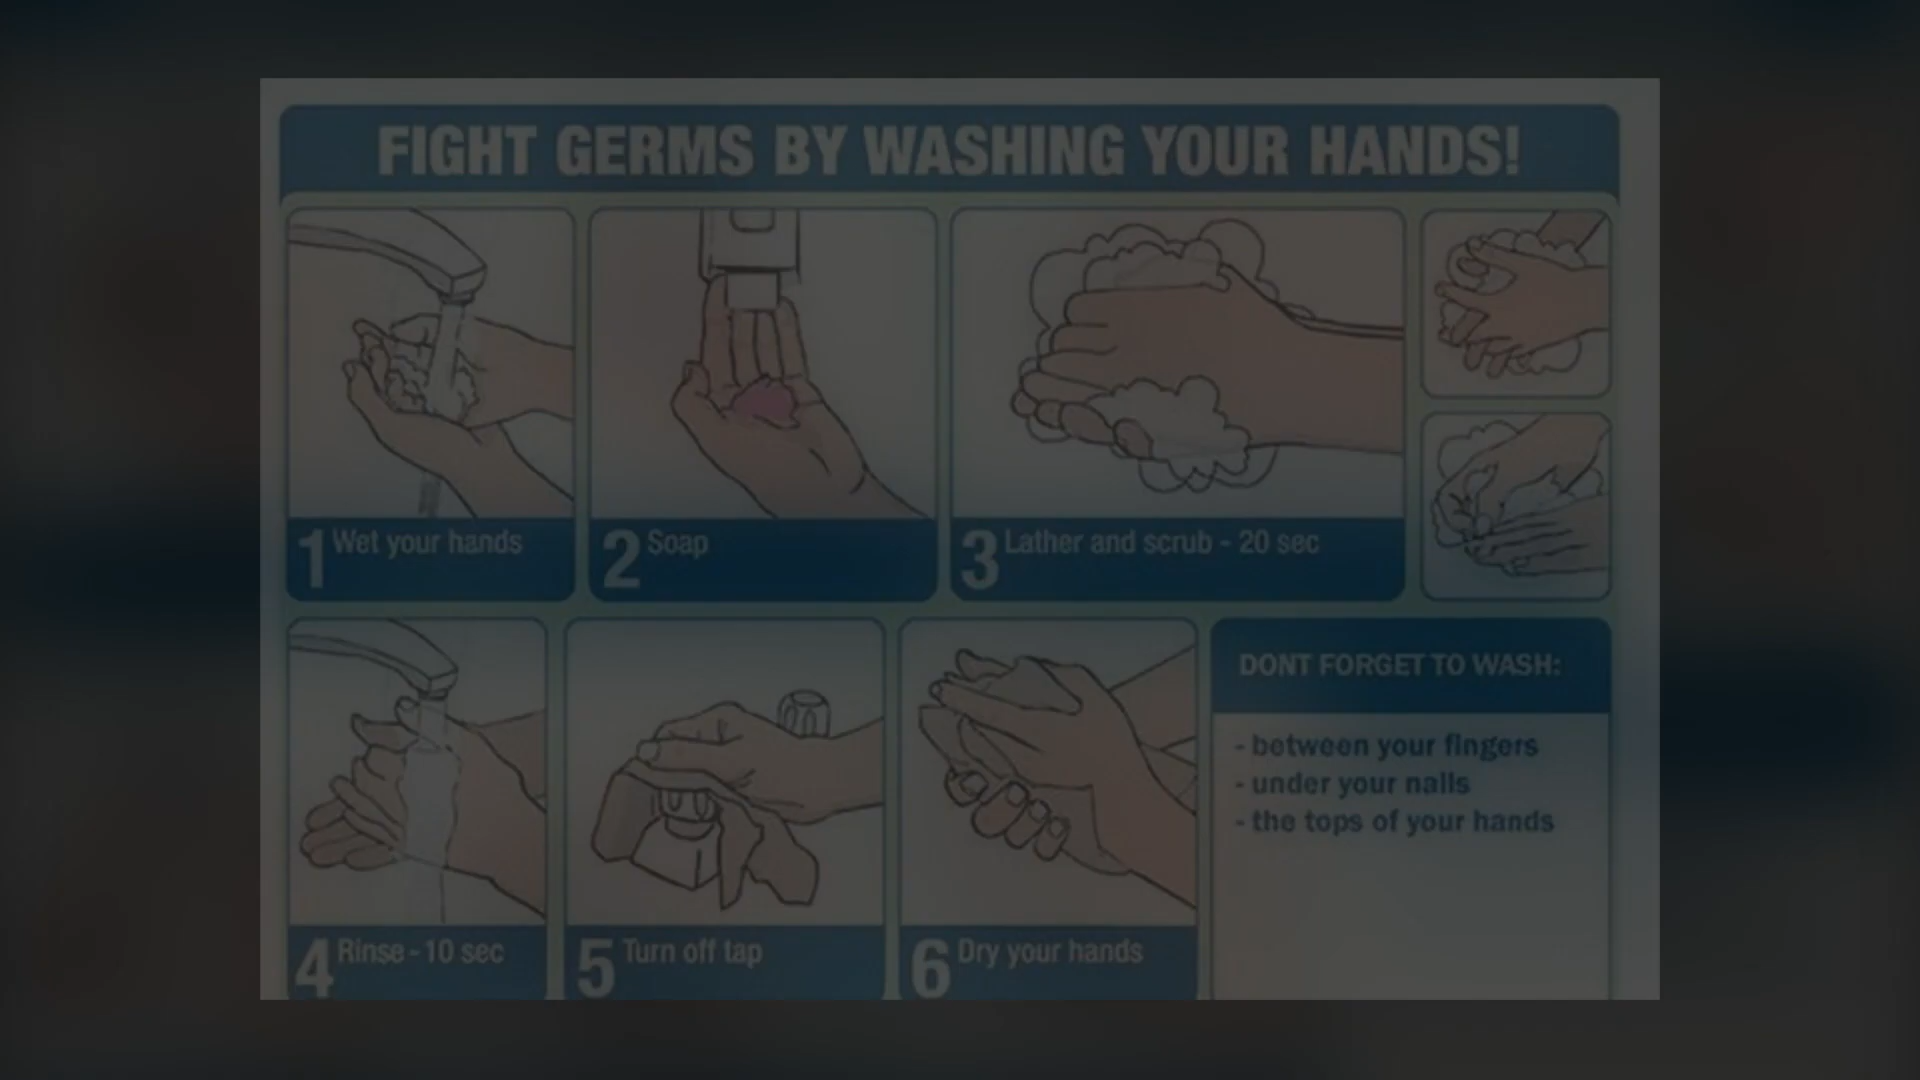 FIGHT GERMS BY WASHING YOUR HANDS!
1 Wet your hands
2 Soap
3 Lather and scrub - 20 sec
4 Rinse - 10 sec
5 Turn off tap
6 Dry your hands
DONT FORGET TO WASH:
- between your fingers
- under your nails
- the tops of your hands